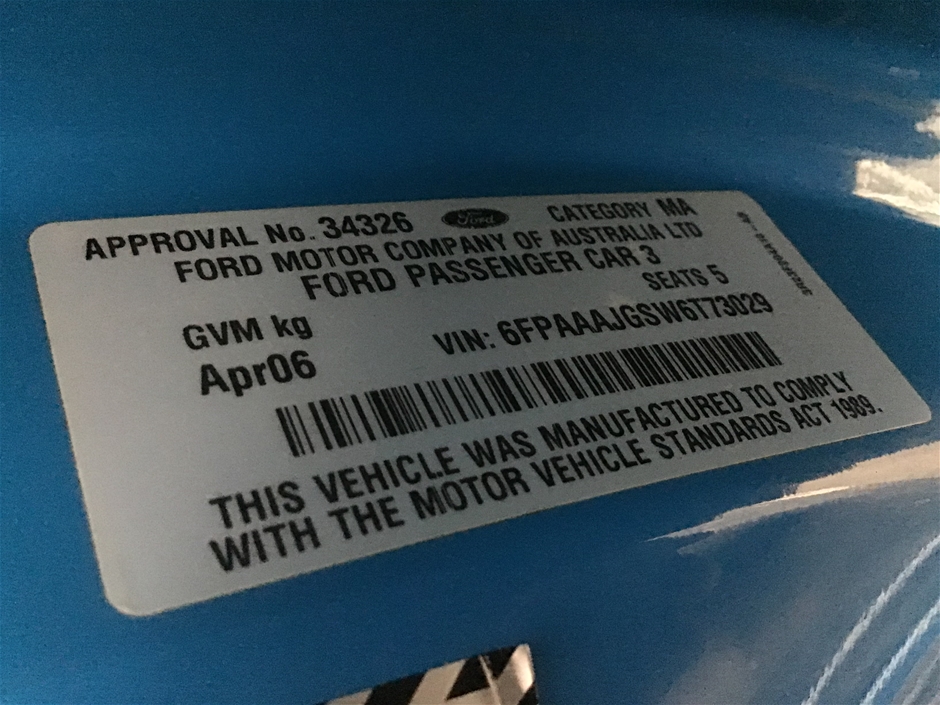 APPROVAL No. 34326 Ford CATEGORY MA
FORD MOTOR COMPANY OF AUSTRALIA LTD
FORD PASSENGER CAR 3
SEATS 5
GVM kg
VIN: 6FPAAAJGSW6T73029
Apr06
THIS VEHICLE WAS MANUFACTURED TO COMPLY
WITH THE MOTOR VEHICLE STANDARDS ACT 1989.